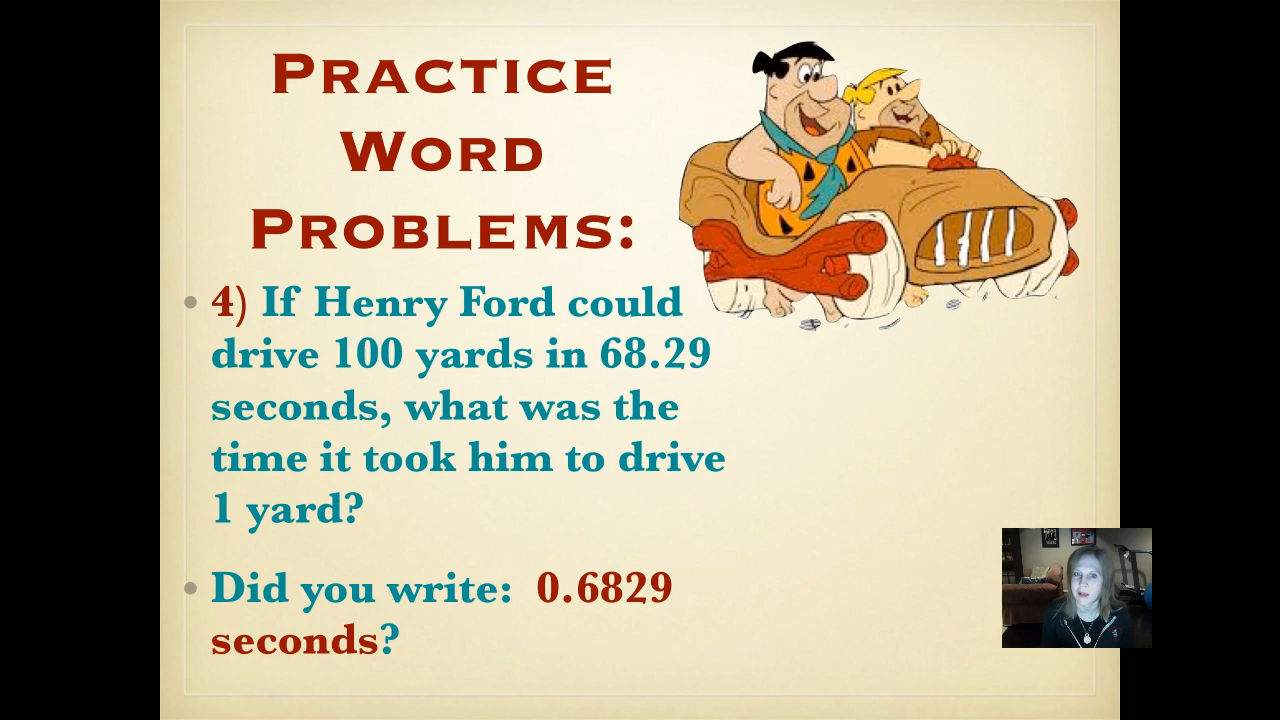 Practice
Word
Problems:
4) If Henry Ford could
drive 100 yards in 68.29
seconds, what was the
time it took him to drive
1 yard?
Did you write: 0.6829
seconds?